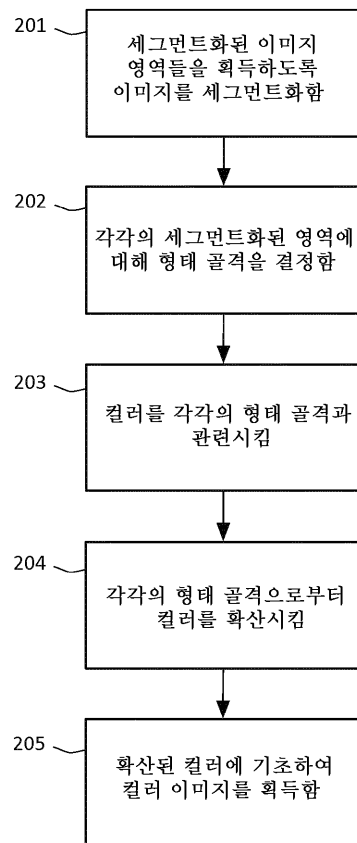 201
세그먼트화된 이미지
영역들을 획득하도록
이미지를 세그먼트화함
202
각각의 세그먼트화된 영역에
대해 형태 골격을 결정함
203
컬러를 각각의 형태 골격과
관련시킴
204
각각의 형태 골격으로부터
컬러를 확산시킴
205
확산된 컬러에 기초하여
컬러 이미지를 획득함